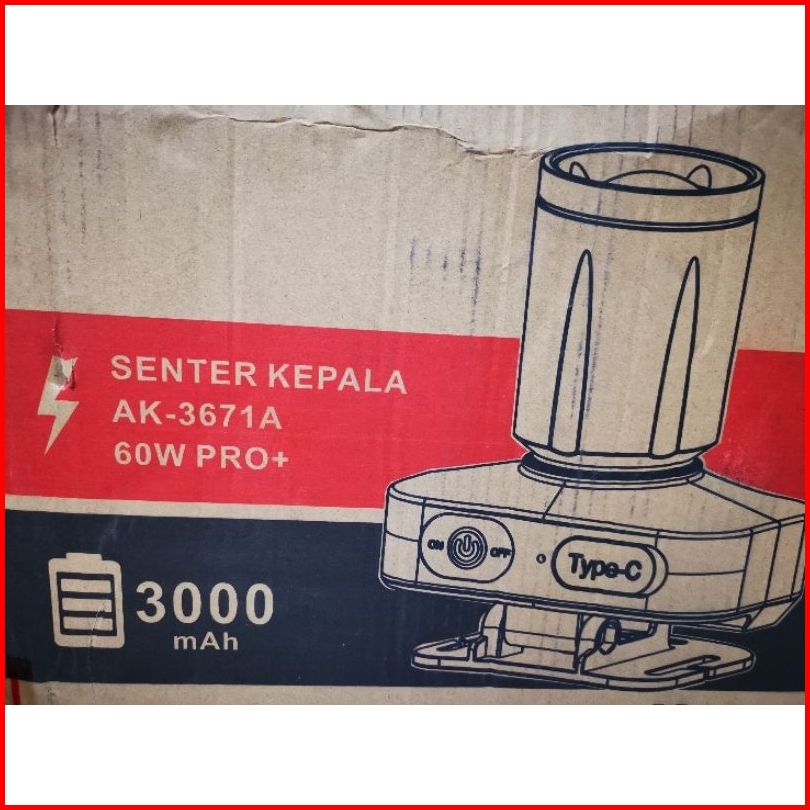 SENTER KEPALA
AK-3671A
60W PRO+
ON OFF
Type-C
3000
mAh